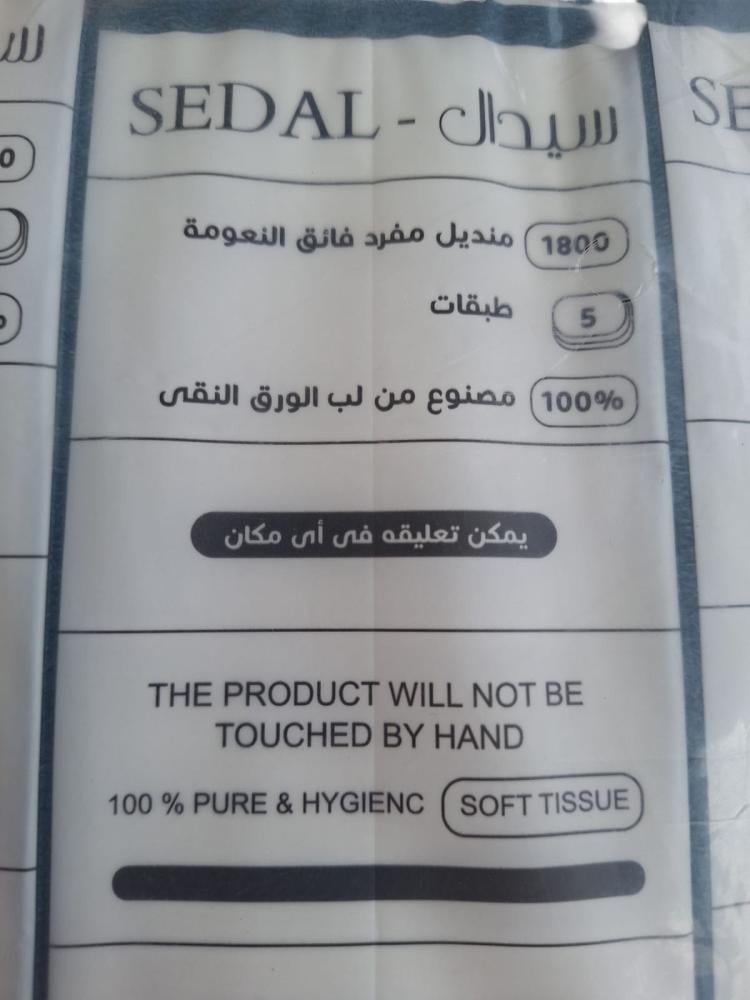 SEDAL - سيدال
1800 منديل مفرد فائق النعومة
5 طبقات
100% مصنوع من لب الورق النقى
يمكن تعليقه فى أى مكان
THE PRODUCT WILL NOT BE
TOUCHED BY HAND
100 % PURE & HYGIENC SOFT TISSUE